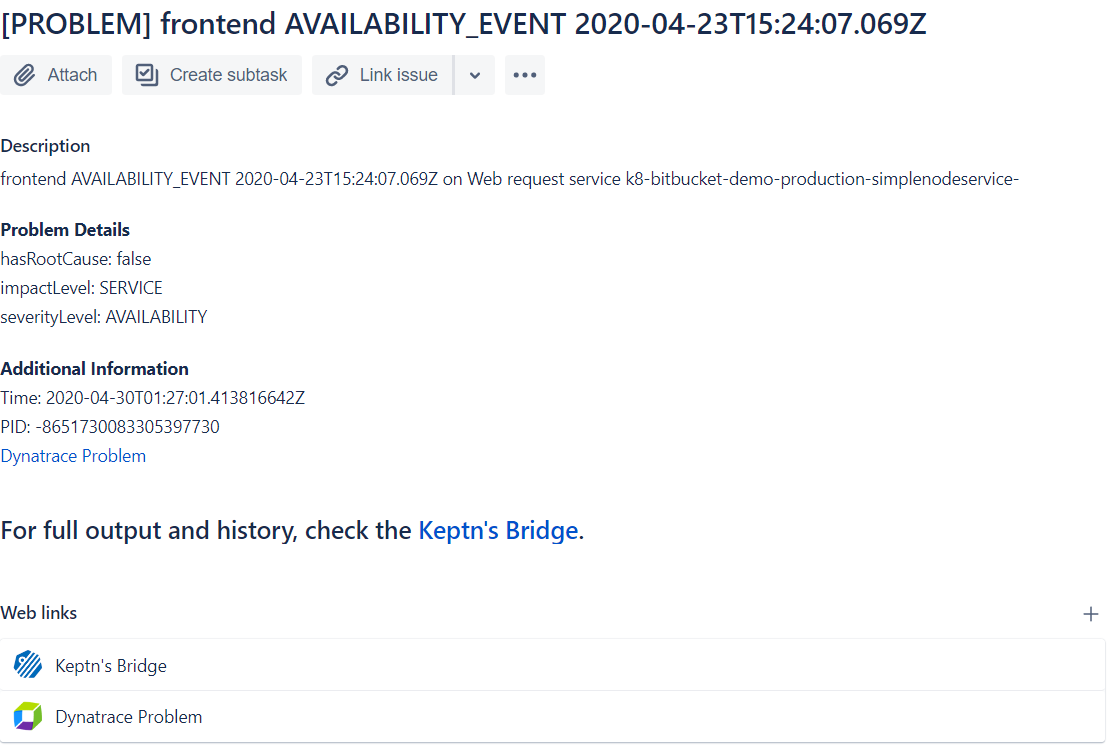 [PROBLEM] frontend AVAILABILITY_EVENT 2020-04-23T15:24:07.069Z
Attach
Create subtask
Link issue
Description
frontend AVAILABILITY_EVENT 2020-04-23T15:24:07.069Z on Web request service k8-bitbucket-demo-production-simplenodeservice-
Problem Details
hasRootCause: false
impactLevel: SERVICE
severityLevel: AVAILABILITY
Additional Information
Time: 2020-04-30T01:27:01.413816642Z
PID: -8651730083305397730
Dynatrace Problem
For full output and history, check the Keptn's Bridge.
Web links
Keptn's Bridge
Dynatrace Problem